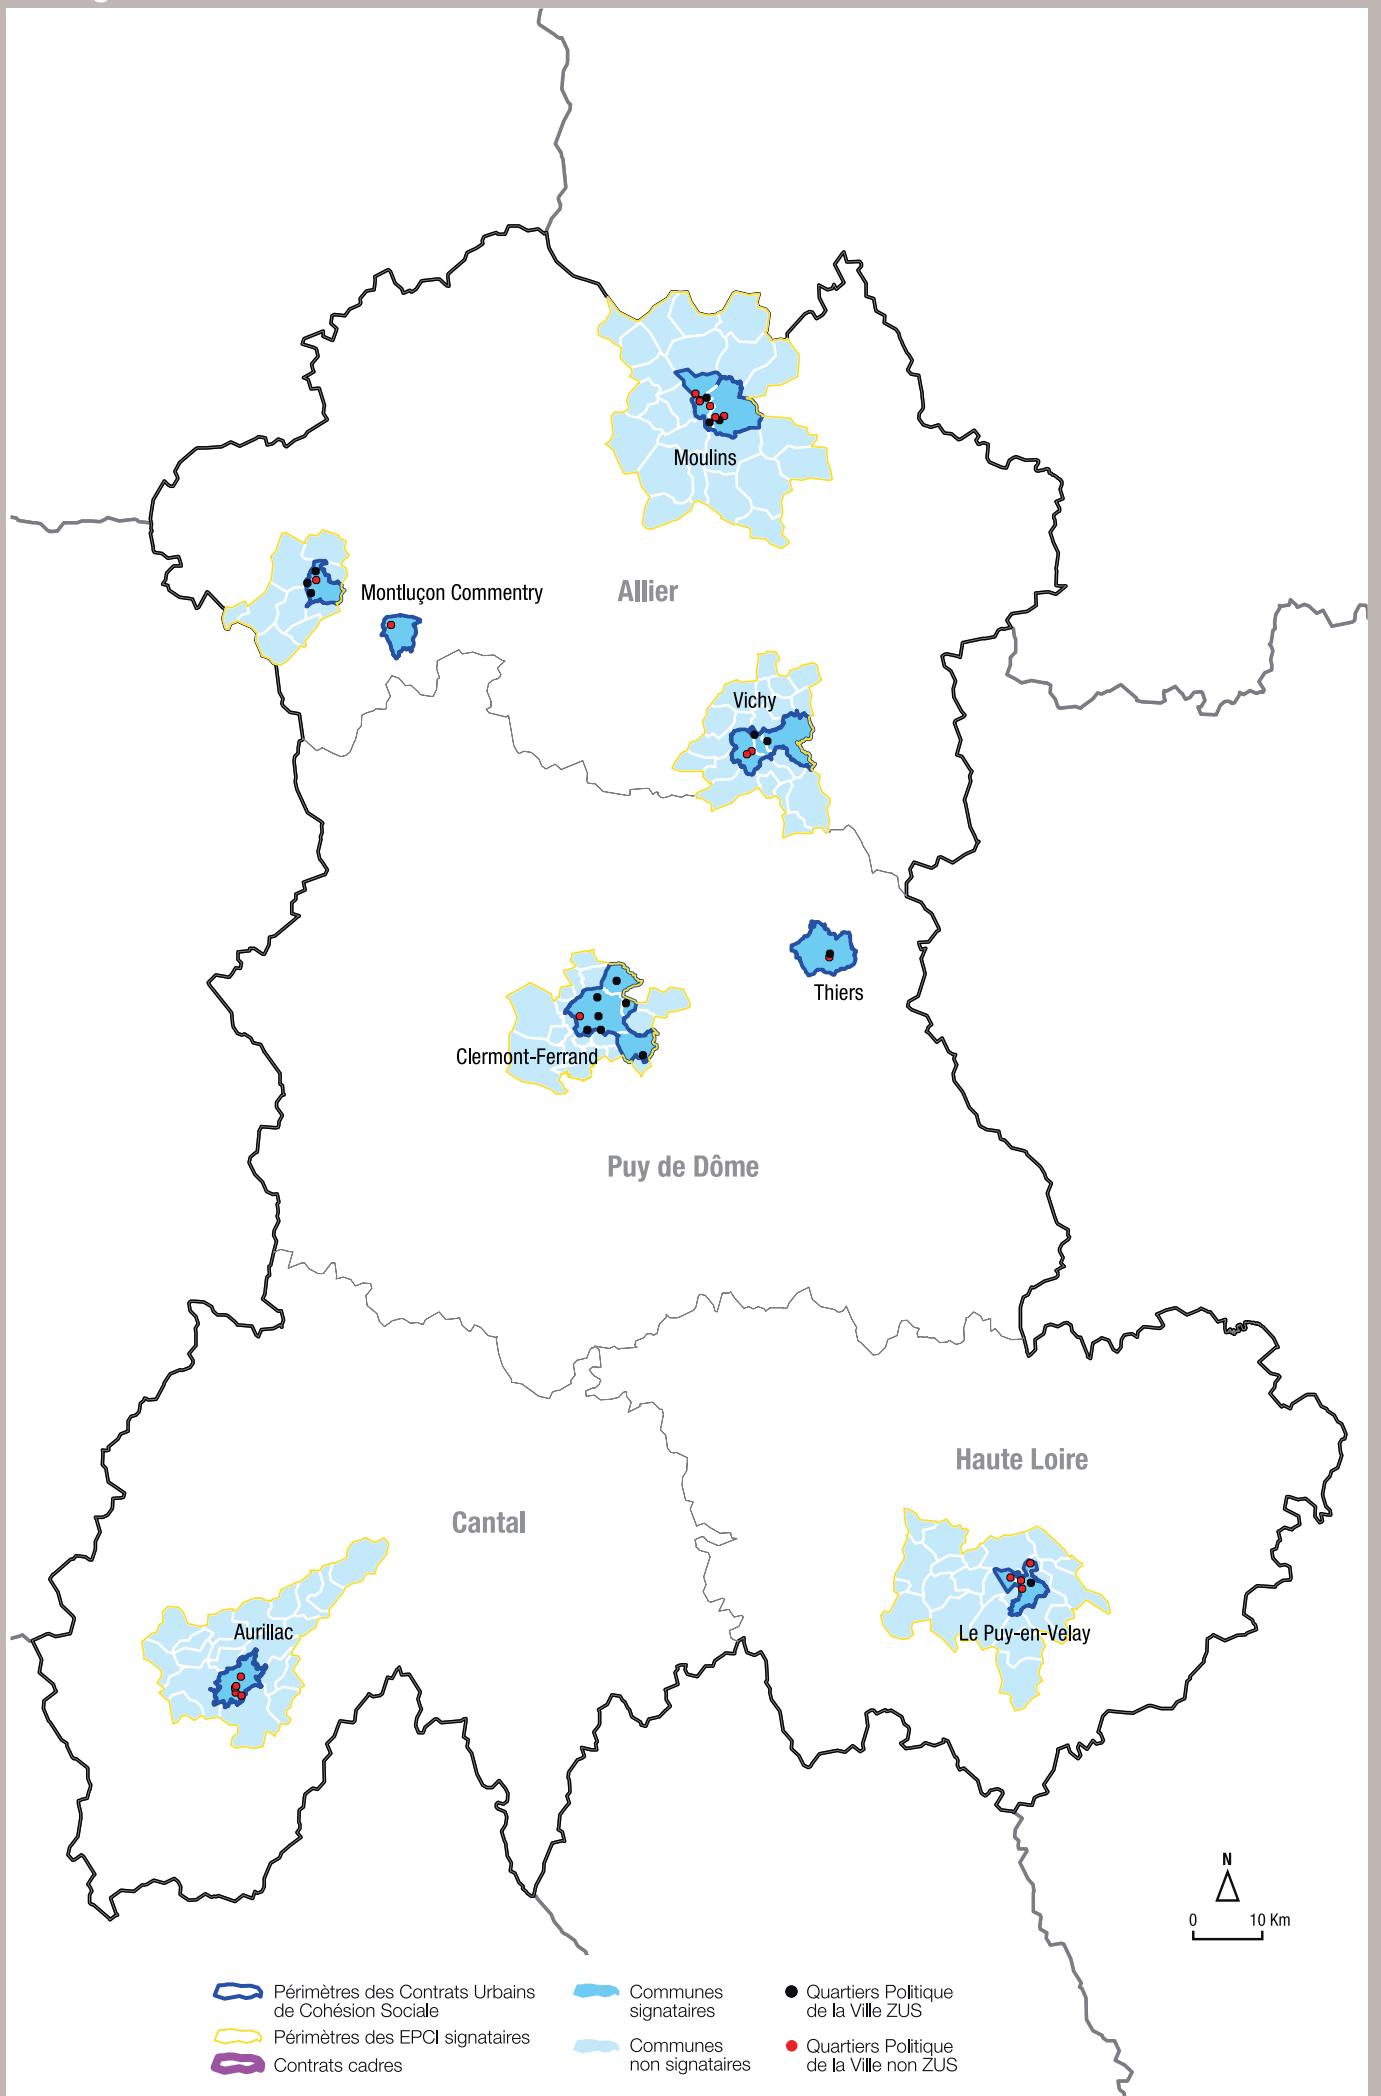 Moulins
Montluçon Commentry
Allier
Vichy
Thiers
Clermont-Ferrand
Puy de Dôme
Haute Loire
Cantal
Aurillac
Le Puy-en-Velay
N
0 10 Km
Périmètres des Contrats Urbains
de Cohésion Sociale
Périmètres des EPCI signataires
Contrats cadres
Communes
signataires
Communes
non signataires
Quartiers Politique
de la Ville ZUS
Quartiers Politique
de la Ville non ZUS